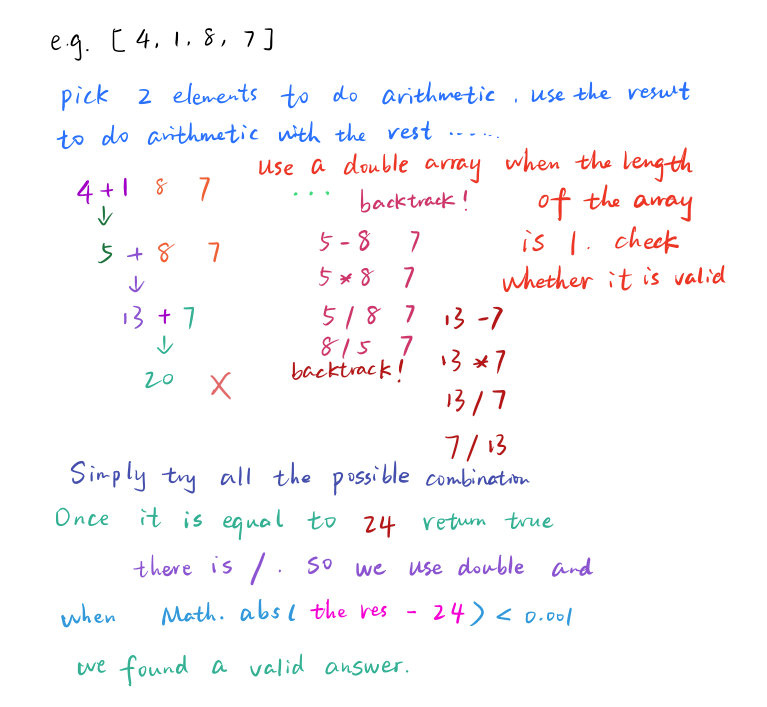 e.g. [ 4, 1, 8, 7 ]
pick 2 elements to do arithmetic, use the result
to do arithmetic with the rest ......
use a double array when the length
4+1 8 7
... backtrack! of the array
↓
5 + 8 7
5 - 8 7
is 1. check
↓
5 * 8 7
whether it is valid
13 + 7
5 / 8 7
13 - 7
↓
8 / 5 7
20 X
backtrack!
13 * 7
13 / 7
7 / 13
Simply try all the possible combination
Once it is equal to 24 return true
there is /. so we use double and
when Math.abs( the res - 24 ) < 0.001
we found a valid answer.